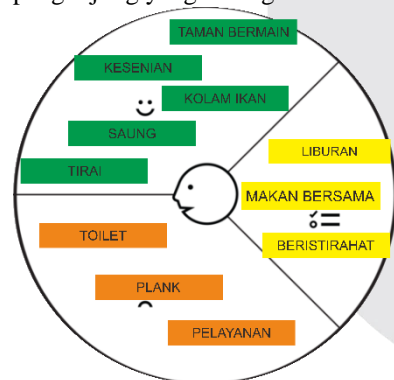 TAMAN BERMAIN
KESENIAN
KOLAM IKAN
SAUNG
TIRAI
LIBURAN
MAKAN BERSAMA
BERISTIRAHAT
TOILET
PLANK
PELAYANAN